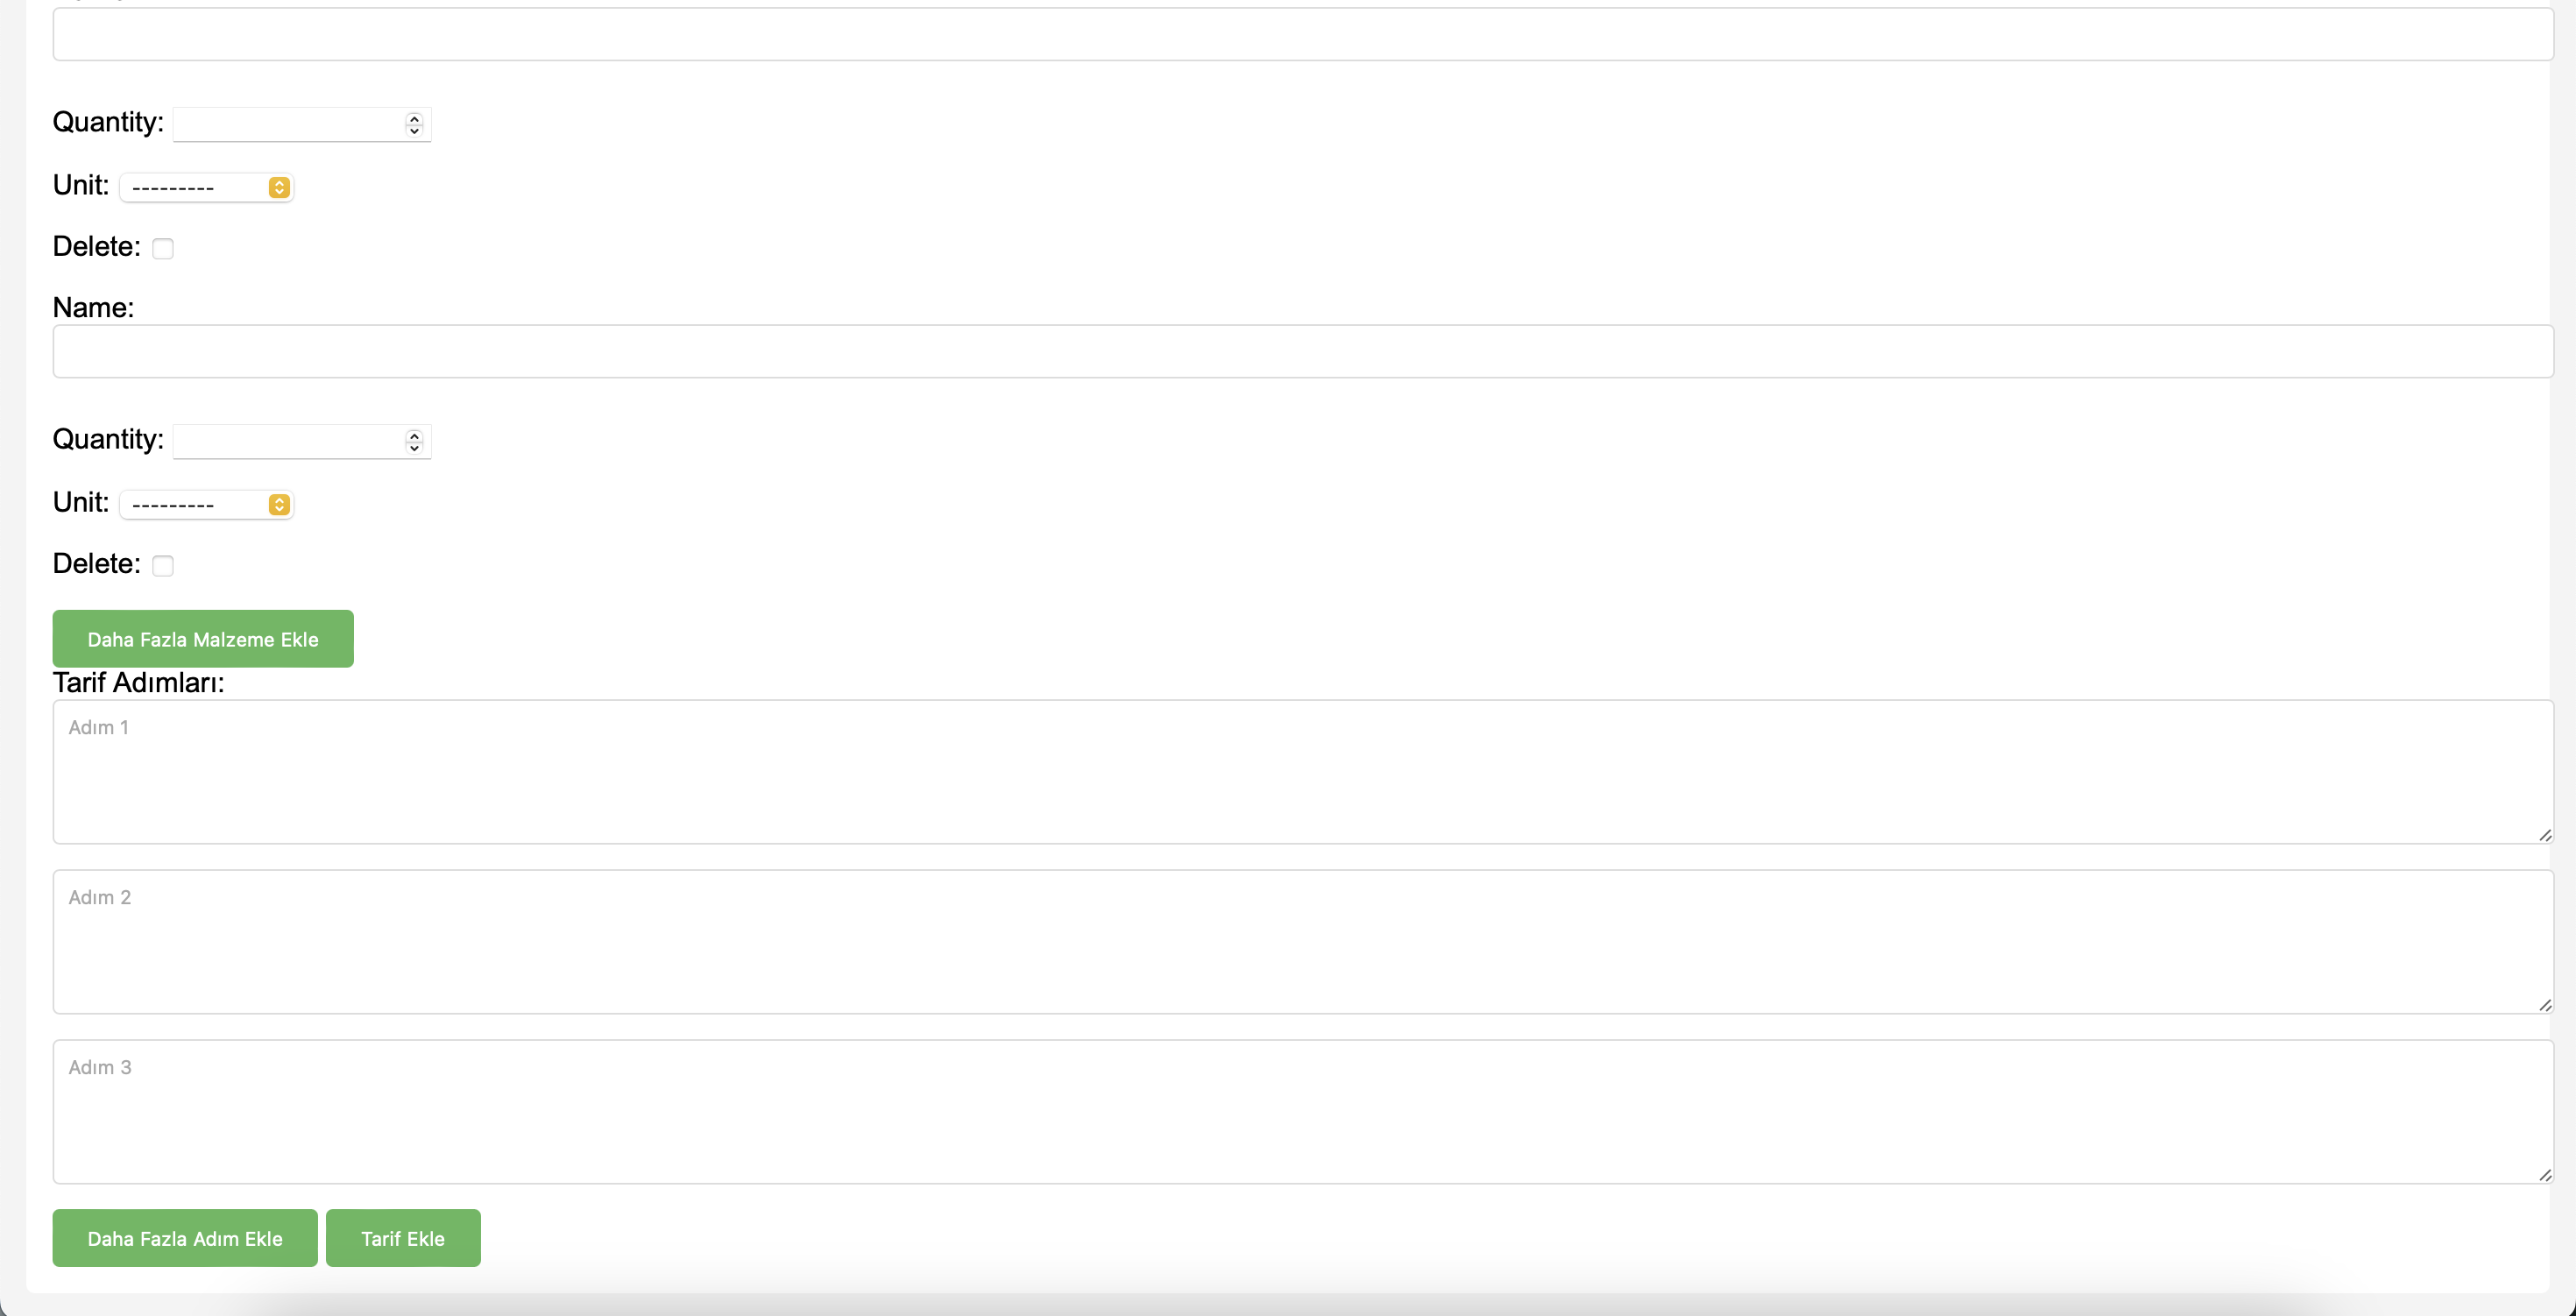 Quantity:
Unit: ---------
Delete:
Name:
Quantity:
Unit: ---------
Delete:
Daha Fazla Malzeme Ekle
Tarif Adımları:
Adım 1
Adım 2
Adım 3
Daha Fazla Adım Ekle Tarif Ekle